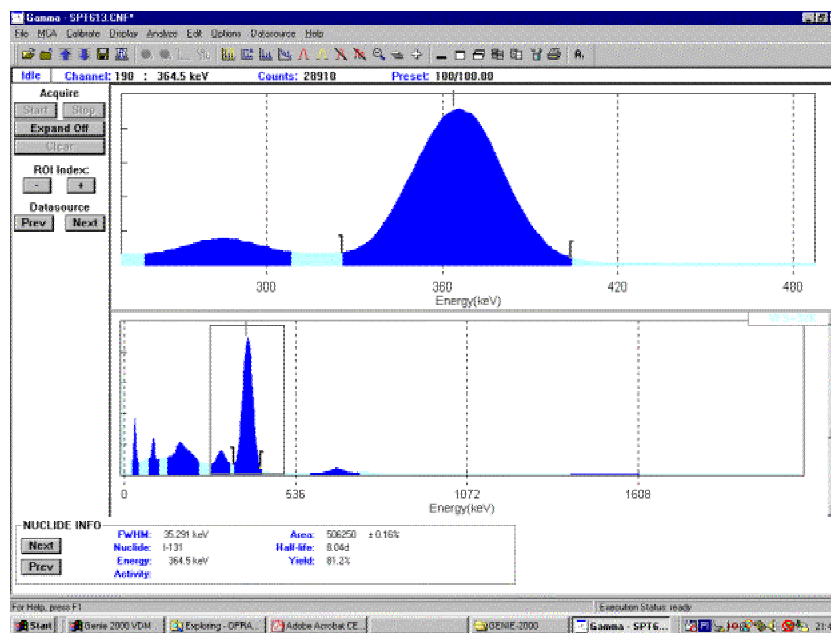 Gamma - SPT613.CNF*
File MCA Calibrate Display Analyze Edit Options Datasource Help
Idle Channel: 190 : 364.5 keV Counts: 28910 Preset: 100/100.00
Acquire
Start Stop
Expand Off
Clear
ROI Index:
- +
Datasource
Prev Next
300 360 420 480
Energy(keV)
0 536 1072 1608
Energy(keV)
NUCLIDE INFO
Next
Prev
FWHM: 35.291 keV Area: 506250 ± 0.16%
Nuclide: I-131 Half-life: 8.04d
Energy: 364.5 keV Yield: 81.2%
Activity:
For Help, press F1 Execution Status: ready
Start Genie 2000 VDM Exploring - OPRA... Adobe Acrobat CE... GENIE-2000 Gamma - SPT6...